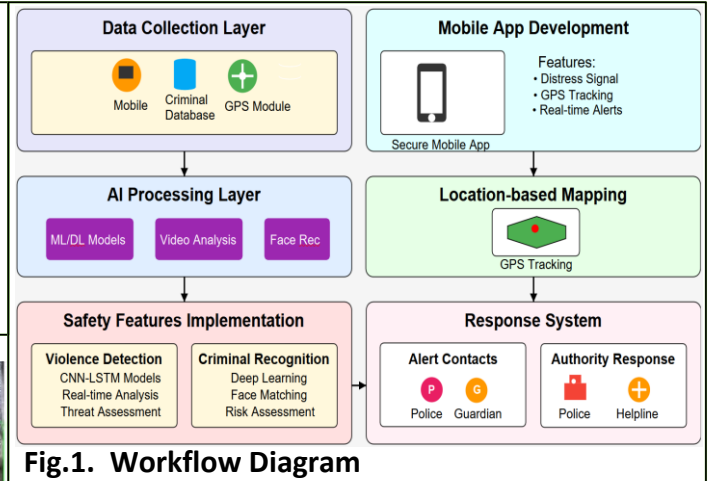 Data Collection Layer
Mobile
Criminal
Database
GPS Module
Mobile App Development
Secure Mobile App
Features:
• Distress Signal
• GPS Tracking
• Real-time Alerts
AI Processing Layer
ML/DL Models
Video Analysis
Face Rec
Location-based Mapping
GPS Tracking
Safety Features Implementation
Violence Detection
CNN-LSTM Models
Real-time Analysis
Threat Assessment
Criminal Recognition
Deep Learning
Face Matching
Risk Assessment
Response System
Alert Contacts
P
G
Police
Guardian
Authority Response
Police
Helpline
Fig.1. Workflow Diagram